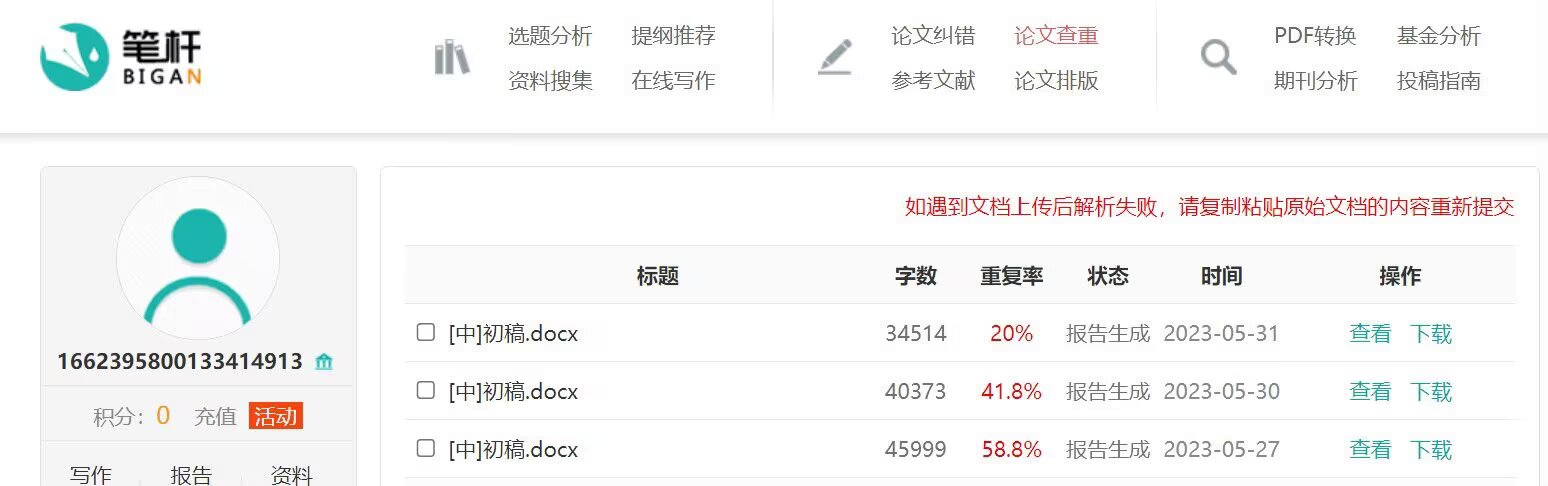 笔杆
BIGAN
选题分析 提纲推荐
资料搜集 在线写作
论文纠错 论文查重
参考文献 论文排版
PDF转换 基金分析
期刊分析 投稿指南
1662395800133414913
积分：0 充值 活动
写作 报告 资料
如遇到文档上传后解析失败，请复制粘贴原始文档的内容重新提交
标题 字数 重复率 状态 时间 操作
[中]初稿.docx 34514 20% 报告生成 2023-05-31 查看 下载
[中]初稿.docx 40373 41.8% 报告生成 2023-05-30 查看 下载
[中]初稿.docx 45999 58.8% 报告生成 2023-05-27 查看 下载